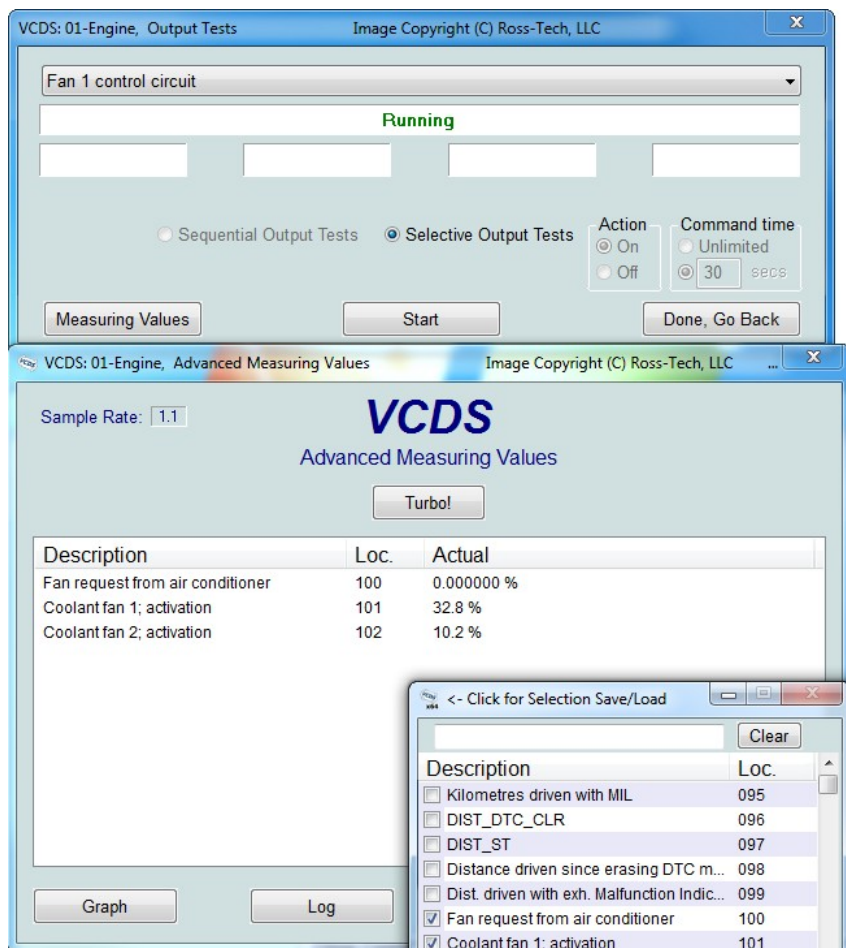 VCDS: 01-Engine, Output Tests Image Copyright (C) Ross-Tech, LLC
Fan 1 control circuit
Running
Sequential Output Tests Selective Output Tests
Action
On
Off
Command time
Unlimited
30 secs
Measuring Values Start Done, Go Back
VCDS: 01-Engine, Advanced Measuring Values Image Copyright (C) Ross-Tech, LLC ...
Sample Rate: 1.1
VCDS
Advanced Measuring Values
Turbo!
Description Loc. Actual
Fan request from air conditioner 100 0.000000 %
Coolant fan 1; activation 101 32.8 %
Coolant fan 2; activation 102 10.2 %
<- Click for Selection Save/Load
Clear
Description Loc.
Kilometres driven with MIL 095
DIST_DTC_CLR 096
DIST_ST 097
Distance driven since erasing DTC m... 098
Dist. driven with exh. Malfunction Indic... 099
Fan request from air conditioner 100
Coolant fan 1; activation 101
Graph Log